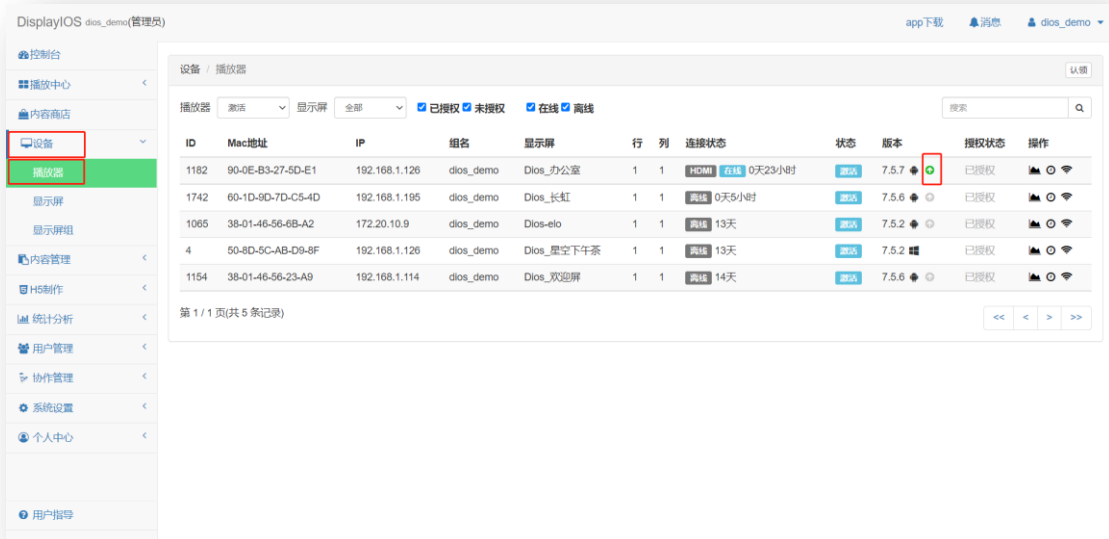 DisplayIOS dios_demo(管理员) app下载 消息 dios_demo
控制台
播放中心
内容商店
设备
播放器
显示屏
显示屏组
内容管理
H5制作
统计分析
用户管理
协作管理
系统设置
个人中心
用户指导
设备 / 播放器 认领
播放器 激活 显示屏 全部 已授权 未授权 在线 离线 搜索
ID Mac地址 IP 组名 显示屏 行 列 连接状态 状态 版本 授权状态 操作
1182 90-0E-B3-27-5D-E1 192.168.1.126 dios_demo Dios_办公室 1 1 HDMI 在线 0天23小时 激活 7.5.7 已授权
1742 60-1D-9D-7D-C5-4D 192.168.1.195 dios_demo Dios_长虹 1 1 离线 0天5小时 激活 7.5.6 已授权
1065 38-01-46-56-6B-A2 172.20.10.9 dios_demo Dios-elo 1 1 离线 13天 激活 7.5.2 已授权
4 50-8D-5C-AB-D9-8F 192.168.1.126 dios_demo Dios_星空下午茶 1 1 离线 13天 激活 7.5.2 已授权
1154 38-01-46-56-23-A9 192.168.1.114 dios_demo Dios_欢迎屏 1 1 离线 14天 激活 7.5.6 已授权
第 1 / 1 页(共 5 条记录) << < > >>